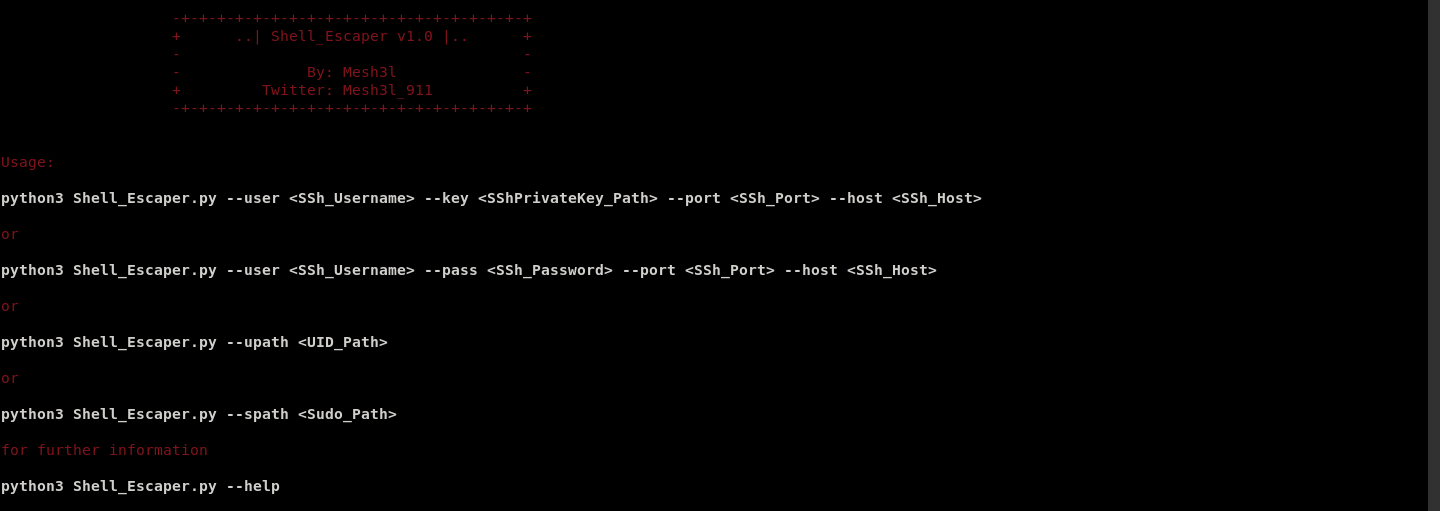 -+-+-+-+-+-+-+-+-+-+-+-+-+-+-+-+-+-+-+-+
+      ..| Shell_Escaper v1.0 |..      +
-                                      -
-              By: Mesh3l              -
+         Twitter: Mesh3l_911          +
-+-+-+-+-+-+-+-+-+-+-+-+-+-+-+-+-+-+-+-+
Usage:
python3 Shell_Escaper.py --user <SSh_Username> --key <SShPrivateKey_Path> --port <SSh_Port> --host <SSh_Host>
or
python3 Shell_Escaper.py --user <SSh_Username> --pass <SSh_Password> --port <SSh_Port> --host <SSh_Host>
or
python3 Shell_Escaper.py --upath <UID_Path>
or
python3 Shell_Escaper.py --spath <Sudo_Path>
for further information
python3 Shell_Escaper.py --help